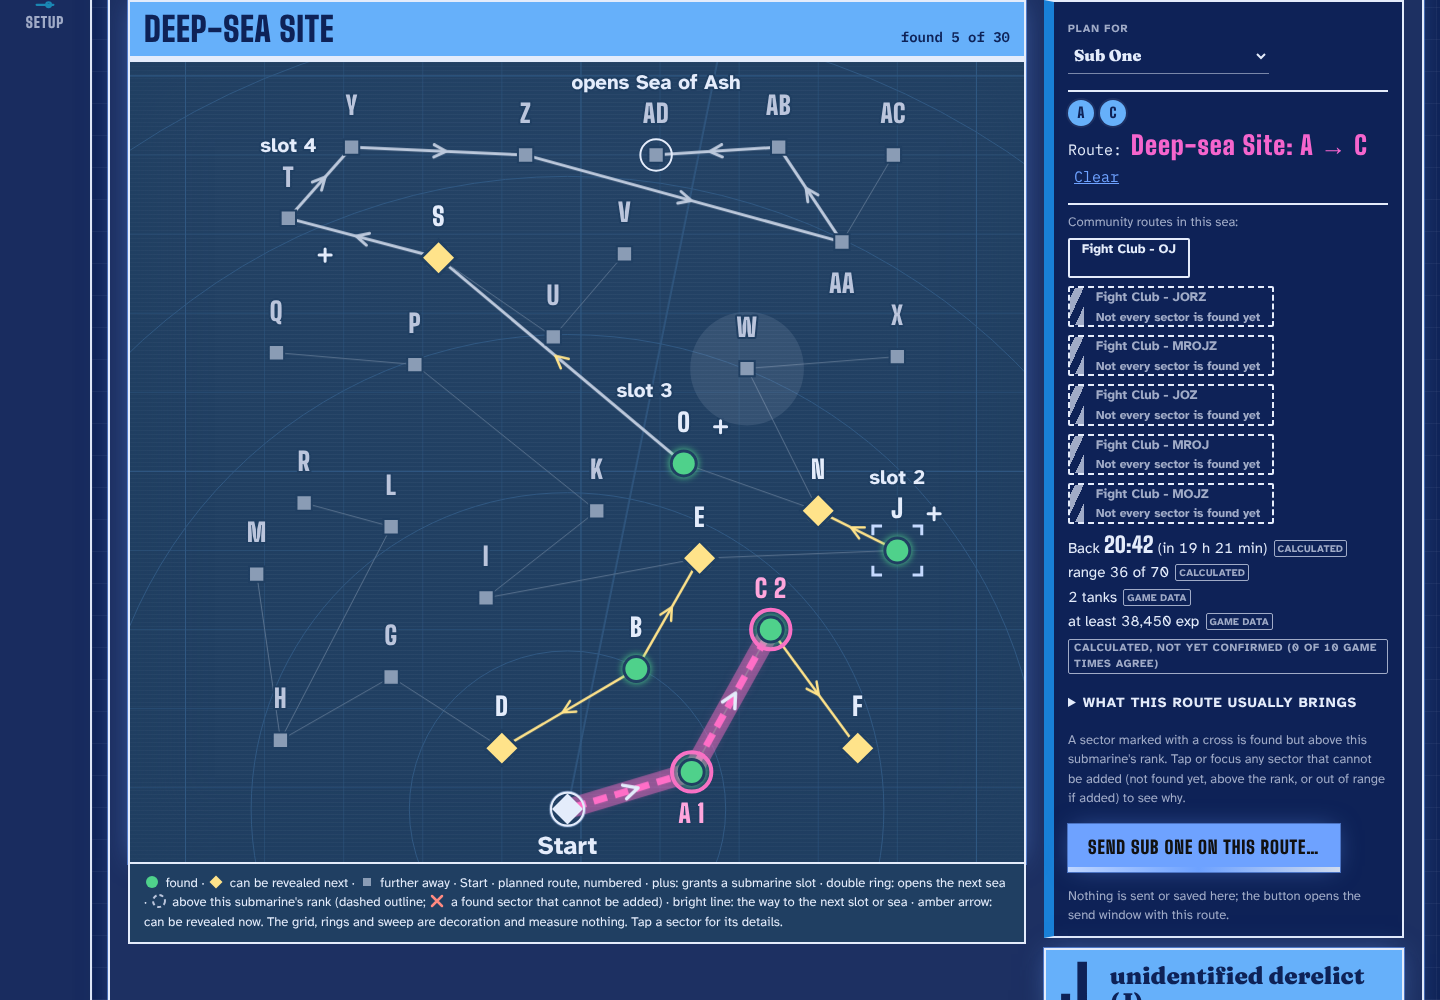 SETUP
DEEP-SEA SITE
found 5 of 30
opens Sea of Ash
Y
Z
AD
AB
AC
slot 4
T
S
V
AA
Q
P
U
W
X
slot 3
O
R
L
K
N
slot 2
J
M
E
I
C 2
G
B
H
D
F
A 1
Start
found · can be revealed next · further away · Start · planned route, numbered · plus: grants a submarine slot · double ring: opens the next sea
· above this submarine's rank (dashed outline; a found sector that cannot be added) · bright line: the way to the next slot or sea · amber arrow:
can be revealed now. The grid, rings and sweep are decoration and measure nothing. Tap a sector for its details.
PLAN FOR
Sub One
A C
Route: Deep-sea Site: A → C
Clear
Community routes in this sea:
Fight Club - OJ
Fight Club - JORZ
Not every sector is found yet
Fight Club - MROJZ
Not every sector is found yet
Fight Club - JOZ
Not every sector is found yet
Fight Club - MROJ
Not every sector is found yet
Fight Club - MOJZ
Not every sector is found yet
Back 20:42 (in 19 h 21 min) CALCULATED
range 36 of 70 CALCULATED
2 tanks GAME DATA
at least 38,450 exp GAME DATA
CALCULATED, NOT YET CONFIRMED (0 OF 10 GAME
TIMES AGREE)
WHAT THIS ROUTE USUALLY BRINGS
A sector marked with a cross is found but above this
submarine's rank. Tap or focus any sector that cannot
be added (not found yet, above the rank, or out of range
if added) to see why.
SEND SUB ONE ON THIS ROUTE…
Nothing is sent or saved here; the button opens the
send window with this route.
J
unidentified derelict
(J)